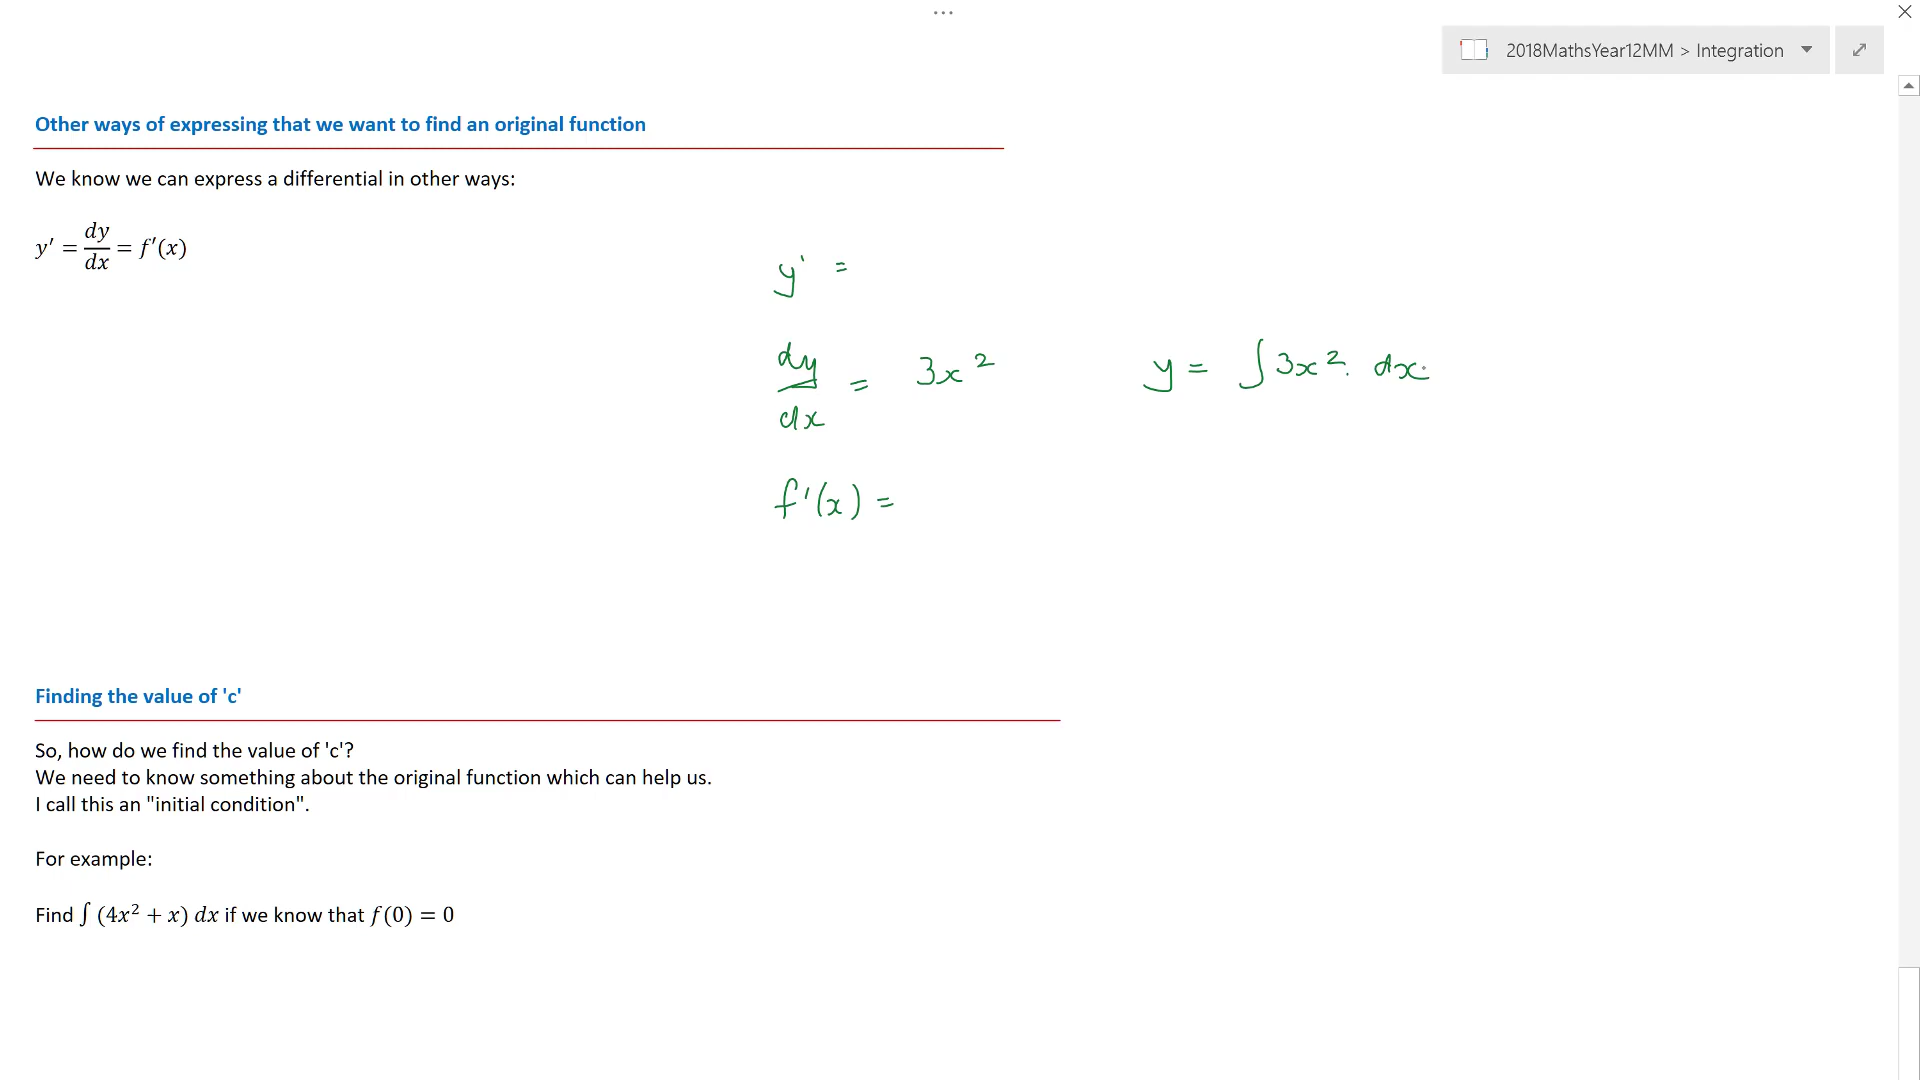 2018MathsYear12MM > Integration
Other ways of expressing that we want to find an original function
We know we can express a differential in other ways:
y′ = dy/dx = f′(x)
y' =
dy/dx = 3x² y = ∫3x². dx
f'(x) =
Finding the value of 'c'
So, how do we find the value of 'c'?
We need to know something about the original function which can help us.
I call this an "initial condition".
For example:
Find ∫ (4x² + x) dx if we know that f(0) = 0